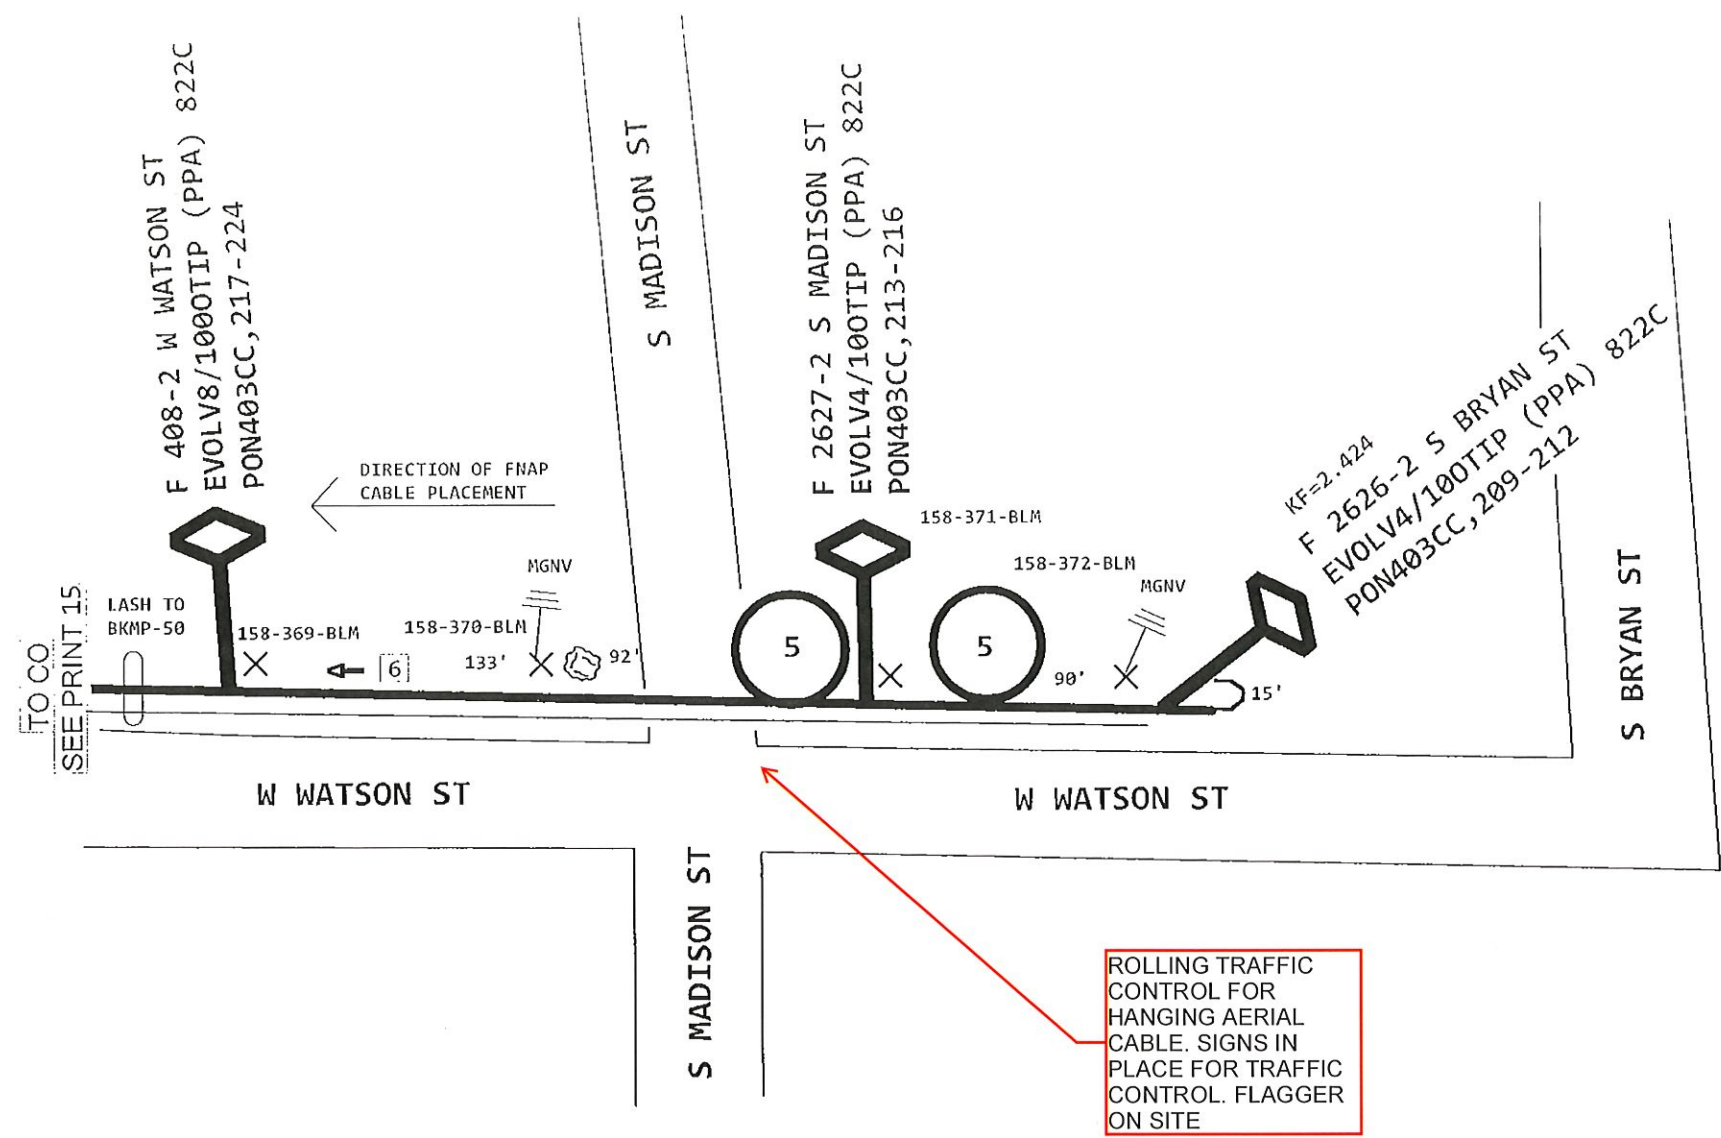 F 408-2 W WATSON ST
EVOLV8/100OTIP (PPA) 822C
PON403CC,217-224
DIRECTION OF FNAP
CABLE PLACEMENT
S MADISON ST
F 2627-2 S MADISON ST
EVOLV4/100TIP (PPA) 822C
PON403CC,213-216
158-371-BLM
158-372-BLM
KF=2.424
F 2626-2 S BRYAN ST
EVOLV4/100TIP (PPA) 822C
PON403CC,209-212
S BRYAN ST
MGNV
MGNV
LASH TO
BKMP-50
158-369-BLM
158-370-BLM
6
133'
92'
5
5
90'
15'
TO CO
SEE PRINT 15
W WATSON ST
W WATSON ST
S MADISON ST
ROLLING TRAFFIC
CONTROL FOR
HANGING AERIAL
CABLE. SIGNS IN
PLACE FOR TRAFFIC
CONTROL. FLAGGER
ON SITE